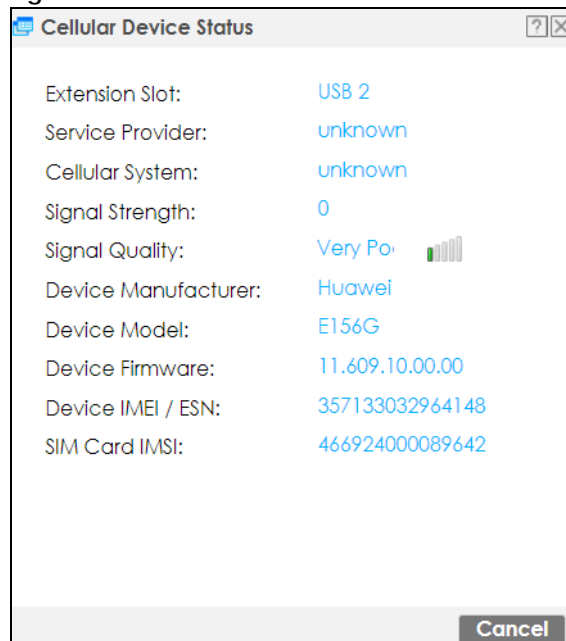 Cellular Device Status
Extension Slot: USB 2
Service Provider: unknown
Cellular System: unknown
Signal Strength: 0
Signal Quality: Very Po
Device Manufacturer: Huawei
Device Model: E156G
Device Firmware: 11.609.10.00.00
Device IMEI / ESN: 357133032964148
SIM Card IMSI: 466924000089642
Cancel